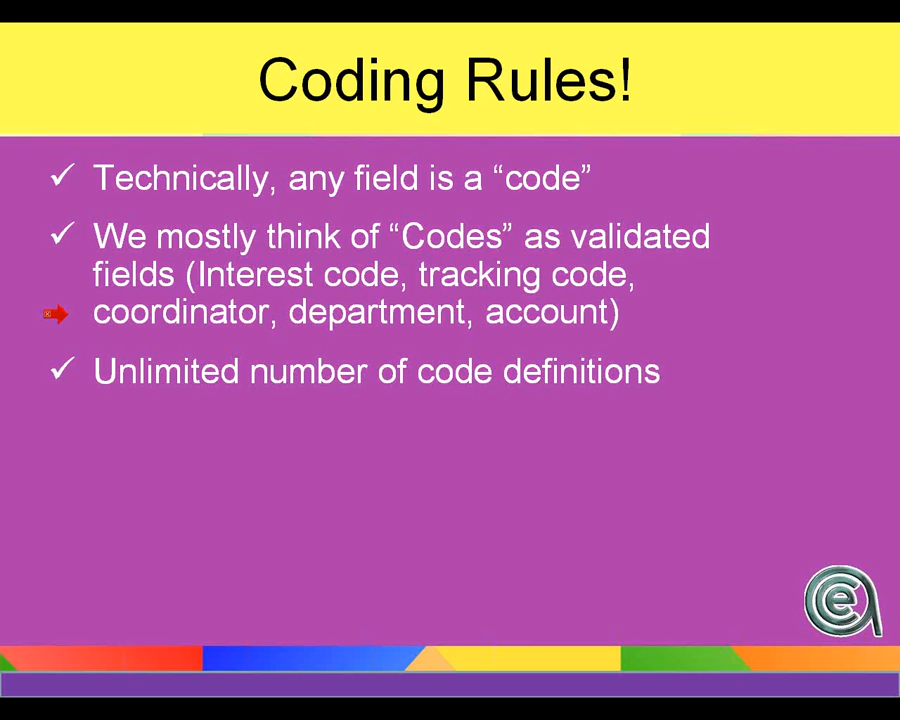 Coding Rules!
✓ Technically, any field is a “code”
✓ We mostly think of “Codes” as validated
fields (Interest code, tracking code,
coordinator, department, account)
✓ Unlimited number of code definitions